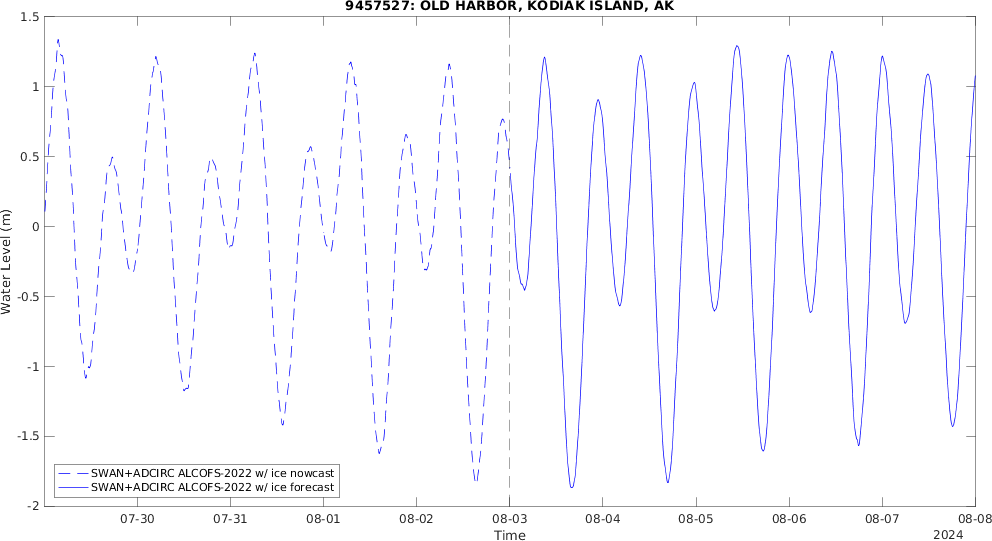 9457527: OLD HARBOR, KODIAK ISLAND, AK
1.5
1
0.5
0
-0.5
-1
-1.5
-2
Water Level (m)
SWAN+ADCIRC ALCOFS-2022 w/ ice nowcast
SWAN+ADCIRC ALCOFS-2022 w/ ice forecast
07-30 07-31 08-01 08-02 08-03 08-04 08-05 08-06 08-07 08-08
Time
2024